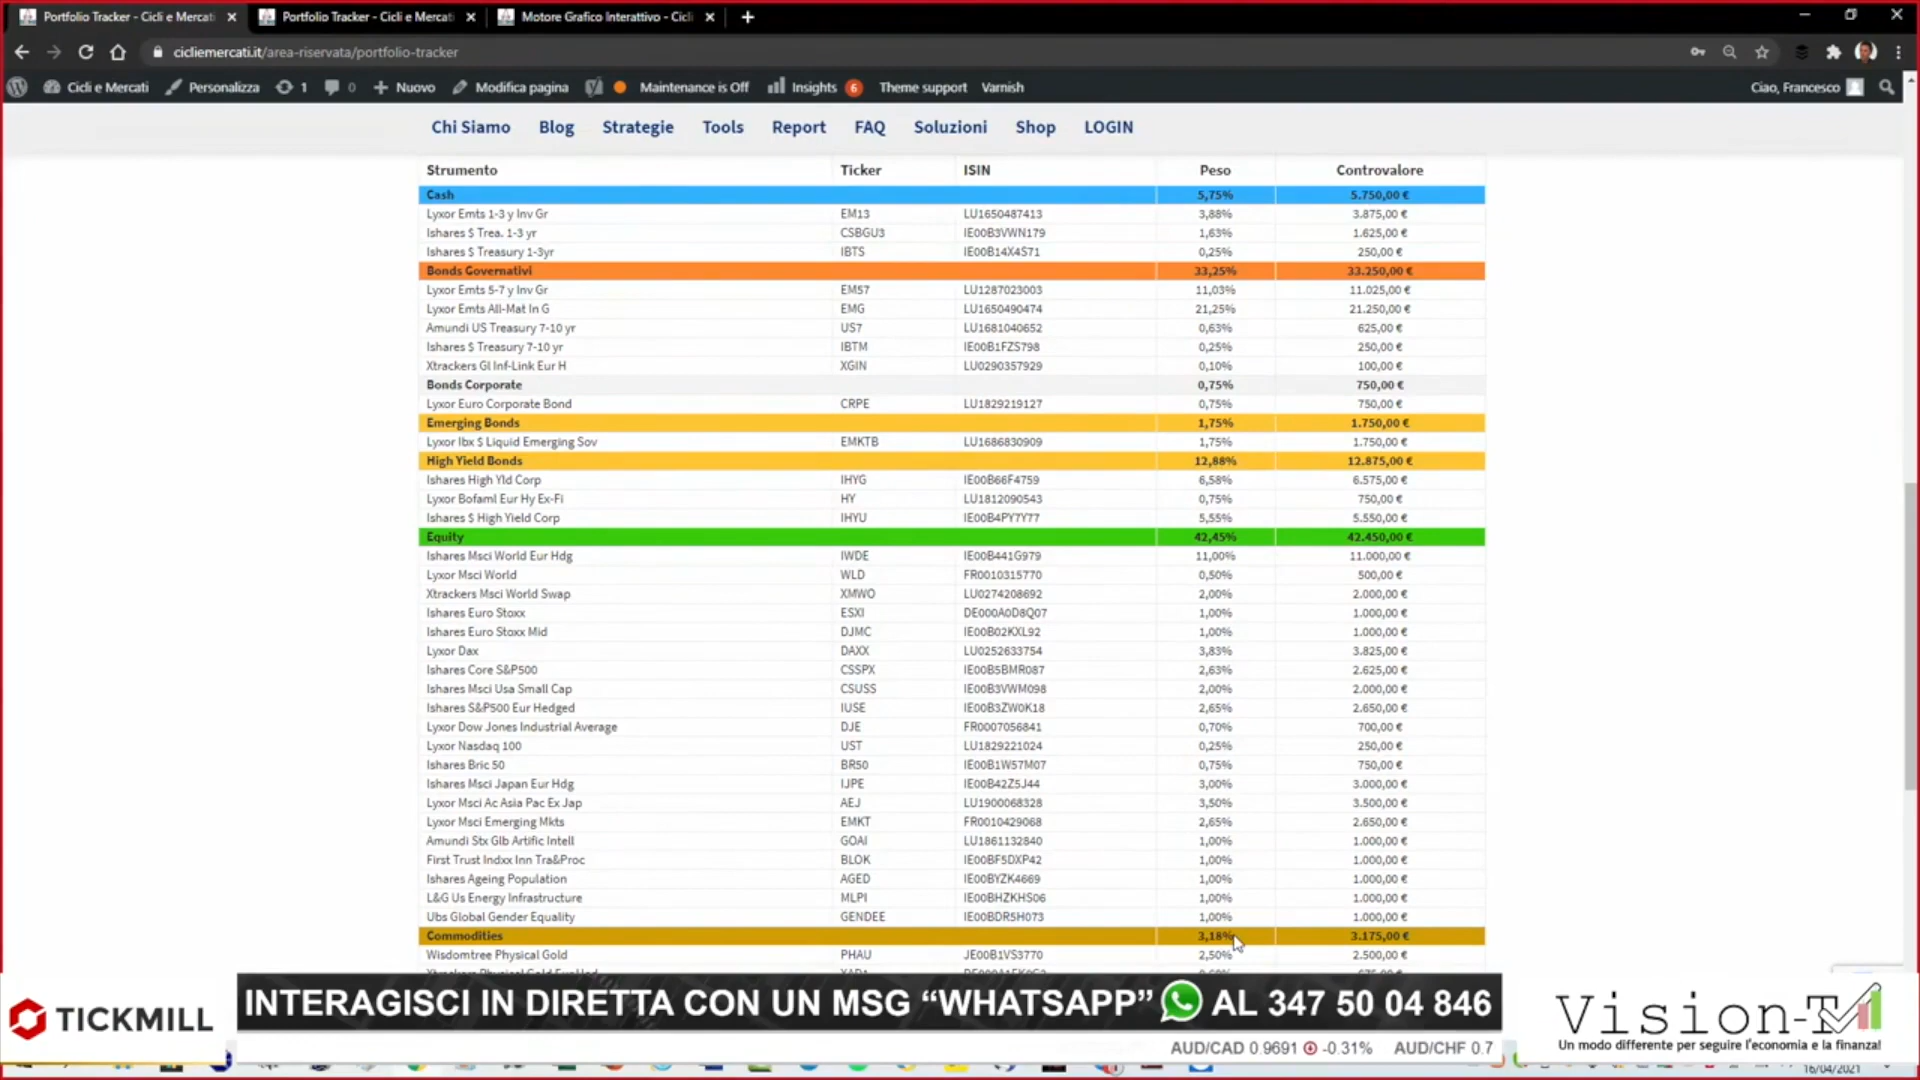 Portfolio Tracker - Cicli e Mercati
Portfolio Tracker - Cicli e Mercati
Motore Grafico Interattivo - Cicli
cicliemercati.it/area-riservata/portfolio-tracker
Cicli e Mercati Personalizza 1 0 Nuovo Modifica pagina Maintenance is Off Insights 6 Theme support Varnish Ciao, Francesco
Chi Siamo Blog Strategie Tools Report FAQ Soluzioni Shop LOGIN
Strumento Ticker ISIN Peso Controvalore
Cash 5,75% 5.750,00 €
Lyxor Emts 1-3 y Inv Gr EM13 LU1650487413 3,88% 3.875,00 €
Ishares $ Trea. 1-3 yr CSBGU3 IE00B3VWN179 1,63% 1.625,00 €
Ishares $ Treasury 1-3yr IBTS IE00B14X4S71 0,25% 250,00 €
Bonds Governativi 33,25% 33.250,00 €
Lyxor Emts 5-7 y Inv Gr EM57 LU1287023003 11,03% 11.025,00 €
Lyxor Emts All-Mat In G EMG LU1650490474 21,25% 21.250,00 €
Amundi US Treasury 7-10 yr US7 LU1681040652 0,63% 625,00 €
Ishares $ Treasury 7-10 yr IBTM IE00B1FZS798 0,25% 250,00 €
Xtrackers Gl Inf-Link Eur H XGIN LU0290357929 0,10% 100,00 €
Bonds Corporate 0,75% 750,00 €
Lyxor Euro Corporate Bond CRPE LU1829219127 0,75% 750,00 €
Emerging Bonds 1,75% 1.750,00 €
Lyxor Ibx $ Liquid Emerging Sov EMKTB LU1686830909 1,75% 1.750,00 €
High Yield Bonds 12,88% 12.875,00 €
Ishares High Yld Corp IHYG IE00B66F4759 6,58% 6.575,00 €
Lyxor Bofaml Eur Hy Ex-Fi HY LU1812090543 0,75% 750,00 €
Ishares $ High Yield Corp IHYU IE00B4PY7Y77 5,55% 5.550,00 €
Equity 42,45% 42.450,00 €
Ishares Msci World Eur Hdg IWDE IE00B441G979 11,00% 11.000,00 €
Lyxor Msci World WLD FR0010315770 0,50% 500,00 €
Xtrackers Msci World Swap XMWO LU0274208692 2,00% 2.000,00 €
Ishares Euro Stoxx ESXI DE000A0D8Q07 1,00% 1.000,00 €
Ishares Euro Stoxx Mid DJMC IE00B02KXL92 1,00% 1.000,00 €
Lyxor Dax DAXX LU0252633754 3,83% 3.825,00 €
Ishares Core S&P500 CSSPX IE00B5BMR087 2,63% 2.625,00 €
Ishares Msci Usa Small Cap CSUSS IE00B3VWM098 2,00% 2.000,00 €
Ishares S&P500 Eur Hedged IUSE IE00B3ZW0K18 2,65% 2.650,00 €
Lyxor Dow Jones Industrial Average DJE FR0007056841 0,70% 700,00 €
Lyxor Nasdaq 100 UST LU1829221024 0,25% 250,00 €
Ishares Bric 50 BR50 IE00B1W57M07 0,75% 750,00 €
Ishares Msci Japan Eur Hdg IJPE IE00B42Z5J44 3,00% 3.000,00 €
Lyxor Msci Ac Asia Pac Ex Jap AEJ LU1900068328 3,50% 3.500,00 €
Lyxor Msci Emerging Mkts EMKT FR0010429068 2,65% 2.650,00 €
Amundi Stx Glb Artific Intell GOAI LU1861132840 1,00% 1.000,00 €
First Trust Indxx Inn Tra&Proc BLOK IE00BF5DXP42 1,00% 1.000,00 €
Ishares Ageing Population AGED IE00BYZK4669 1,00% 1.000,00 €
L&G Us Energy Infrastructure MLPI IE00BHZKHS06 1,00% 1.000,00 €
Ubs Global Gender Equality GENDEE IE00BDR5H073 1,00% 1.000,00 €
Commodities 3,18% 3.175,00 €
Wisdomtree Physical Gold PHAU JE00B1VS3770 2,50% 2.500,00 €
TICKMILL
INTERAGISCI IN DIRETTA CON UN MSG “WHATSAPP” AL 347 50 04 846
Vision-T
Un modo differente per seguire l'economia e la finanza!
AUD/CAD 0.9691 -0.31% AUD/CHF 0.7
16/04/2021